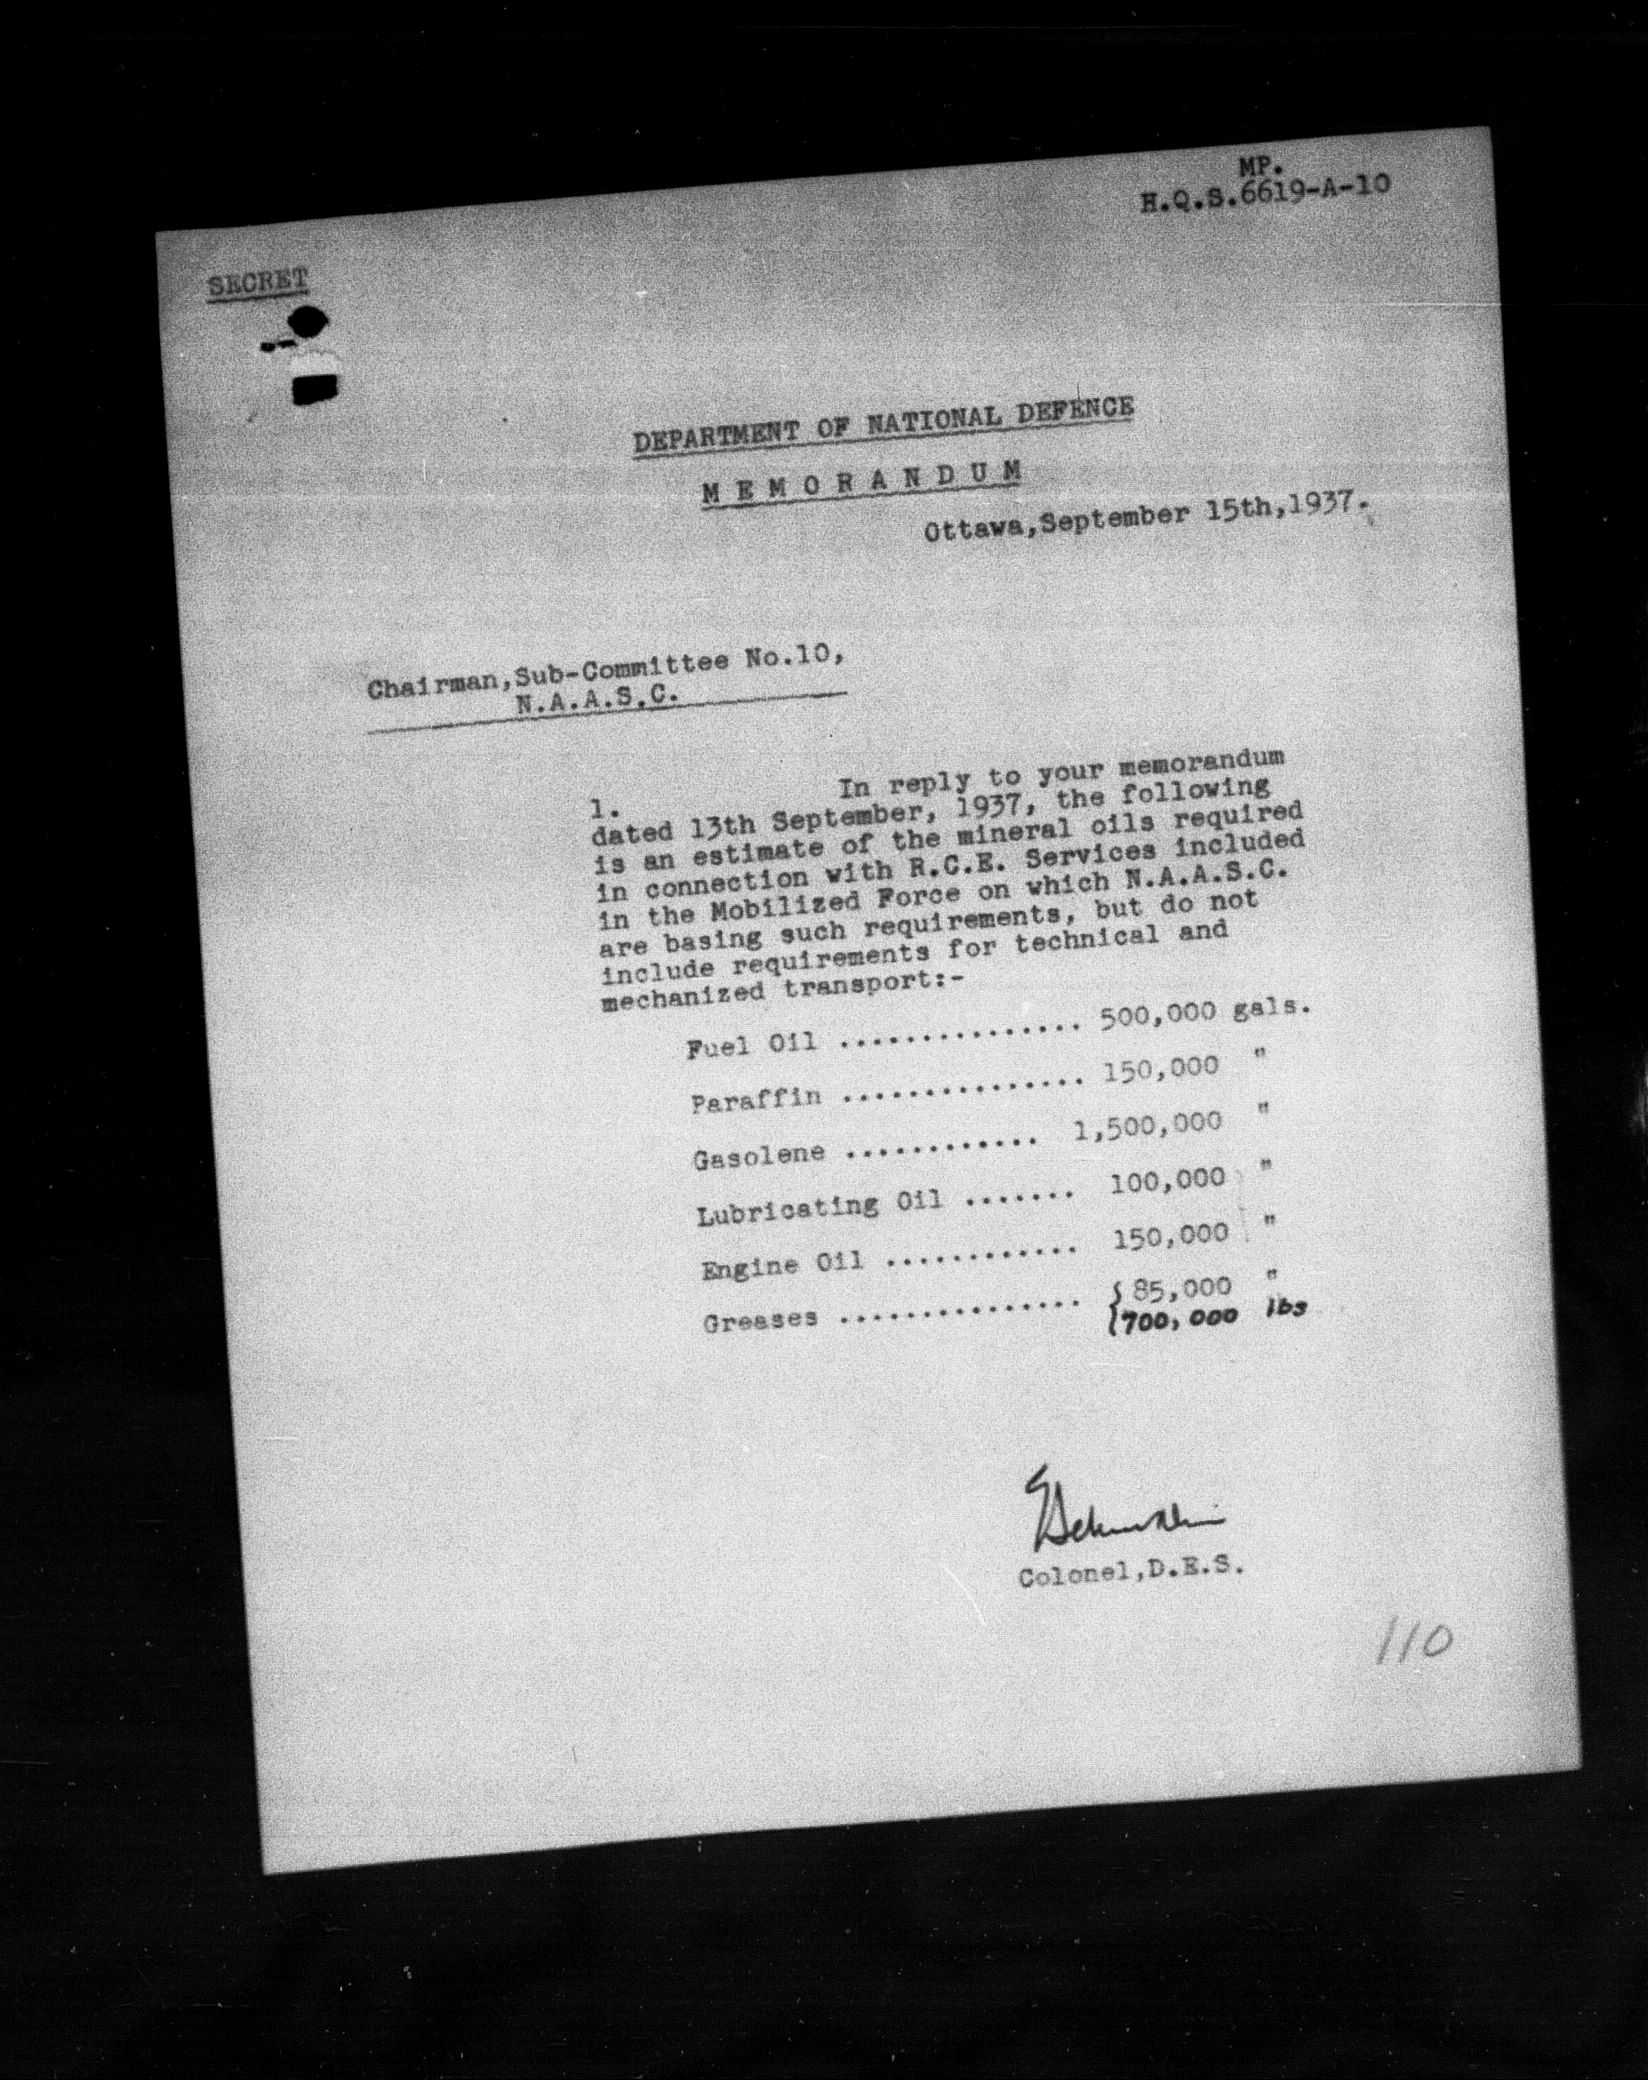 MP.
H.Q.S.6619-A-10
SECRET
DEPARTMENT OF NATIONAL DEFENCE
M E M O R A N D U M
Ottawa,September 15th,1937.
Chairman,Sub-Committee No.10,
N.A.A.S.C.
1. In reply to your memorandum
dated 13th September, 1937, the following
is an estimate of the mineral oils required
in connection with R.C.E. Services included
in the Mobilized Force on which N.A.A.S.C.
are basing such requirements, but do not
include requirements for technical and
mechanized transport:-
Fuel Oil ............... 500,000 gals.
Paraffin ............... 150,000 "
Gasolene ............ 1,500,000 "
Lubricating Oil ....... 100,000 "
Engine Oil ............ 150,000 "
Greases ............... { 85,000 "
{ 700,000 lbs
Colonel,D.E.S.
110